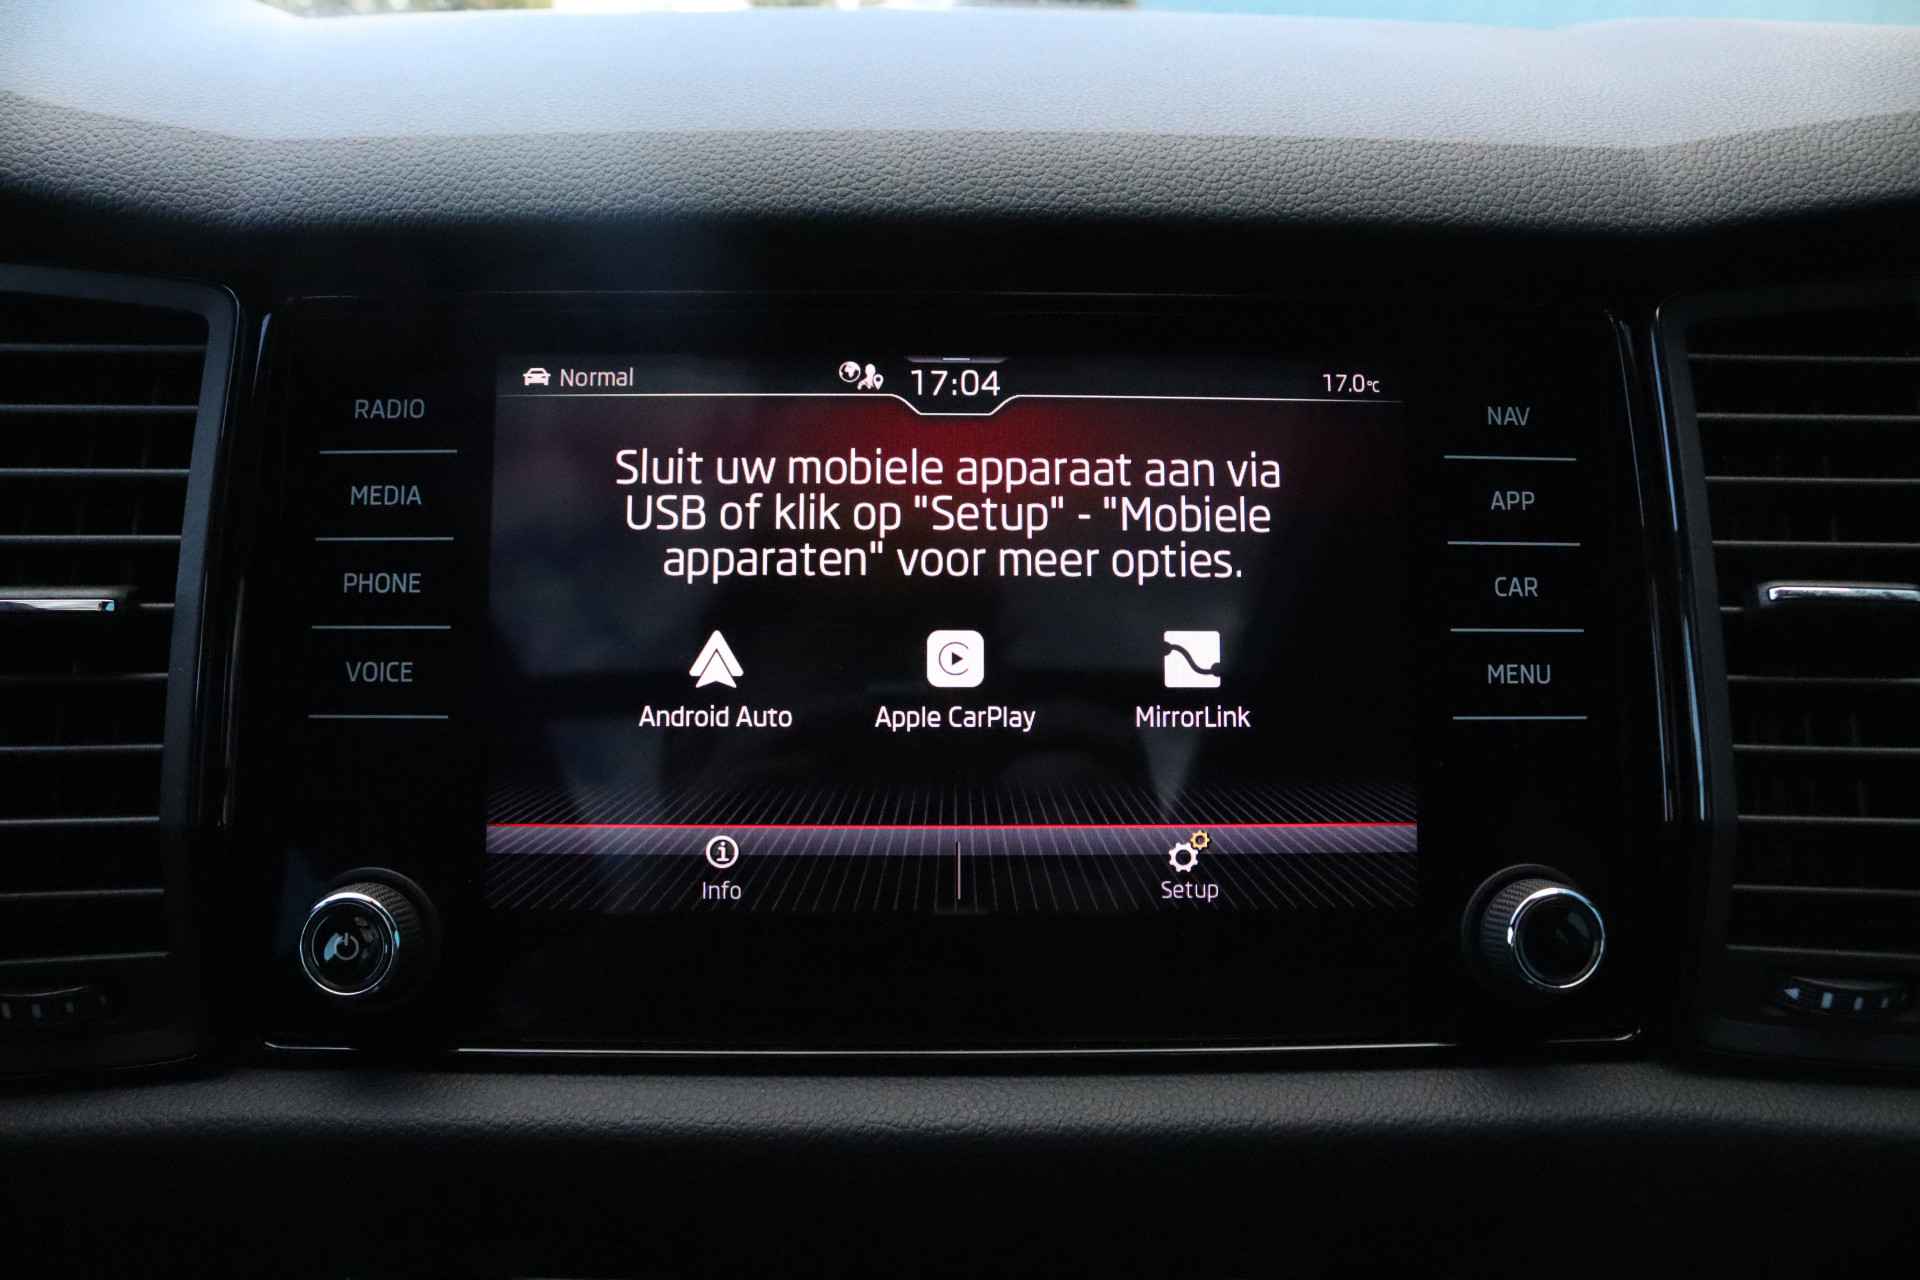 Normal
17:04
17.0°C
RADIO
MEDIA
PHONE
VOICE
Sluit uw mobiele apparaat aan via
USB of klik op "Setup" - "Mobiele
apparaten" voor meer opties.
Android Auto
Apple CarPlay
MirrorLink
Info
Setup
NAV
APP
CAR
MENU